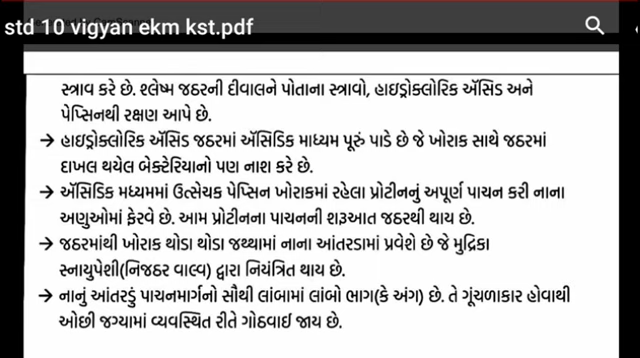 std 10 vigyan ekm kst.pdf
સ્ત્રાવ કરે છે. શ્લેષ્મ જઠરની દીવાલને પોતાના સ્ત્રાવો, હાઇડ્રોક્લોરિક ઍસિડ અને
પેપ્સિનથી રક્ષણ આપે છે.
→ હાઇડ્રોક્લોરિક ઍસિડ જઠરમાં ઍસિડિક માધ્યમ પૂરું પાડે છે જે ખોરાક સાથે જઠરમાં
દાખલ થયેલ બેક્ટેરિયાનો પણ નાશ કરે છે.
→ ઍસિડિક મધ્યમમાં ઉત્સેચક પેપ્સિન ખોરાકમાં રહેલા પ્રોટીનનું અપૂર્ણ પાચન કરી નાના
અણુઓમાં ફેરવે છે. આમ પ્રોટીનના પાચનની શરૂઆત જઠરથી થાય છે.
→ જઠરમાંથી ખોરાક થોડા થોડા જથ્થામાં નાના આંતરડામાં પ્રવેશે છે જે મુદ્રિકા
સ્નાયુપેશી(નિજઠર વાલ્વ) દ્વારા નિયંત્રિત થાય છે.
→ નાનું આંતરડું પાચનમાર્ગનો સૌથી લાંબામાં લાંબો ભાગ(કે અંગ) છે. તે ગૂંચળાકાર હોવાથી
ઓછી જગ્યામાં વ્યવસ્થિત રીતે ગોઠવાઈ જાય છે.